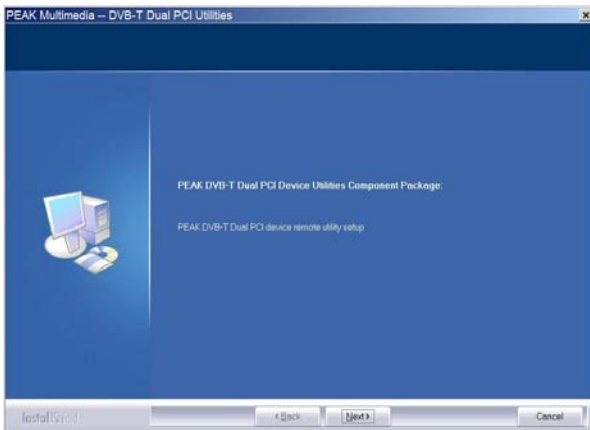 PEAK Multimedia -- DVB-T Dual PCI Utilities
PEAK DVB-T Dual PCI Device Utilities Component Package:
PEAK DVB-T Dual PCI device remote utility setup
InstallShield
< Back
Next >
Cancel